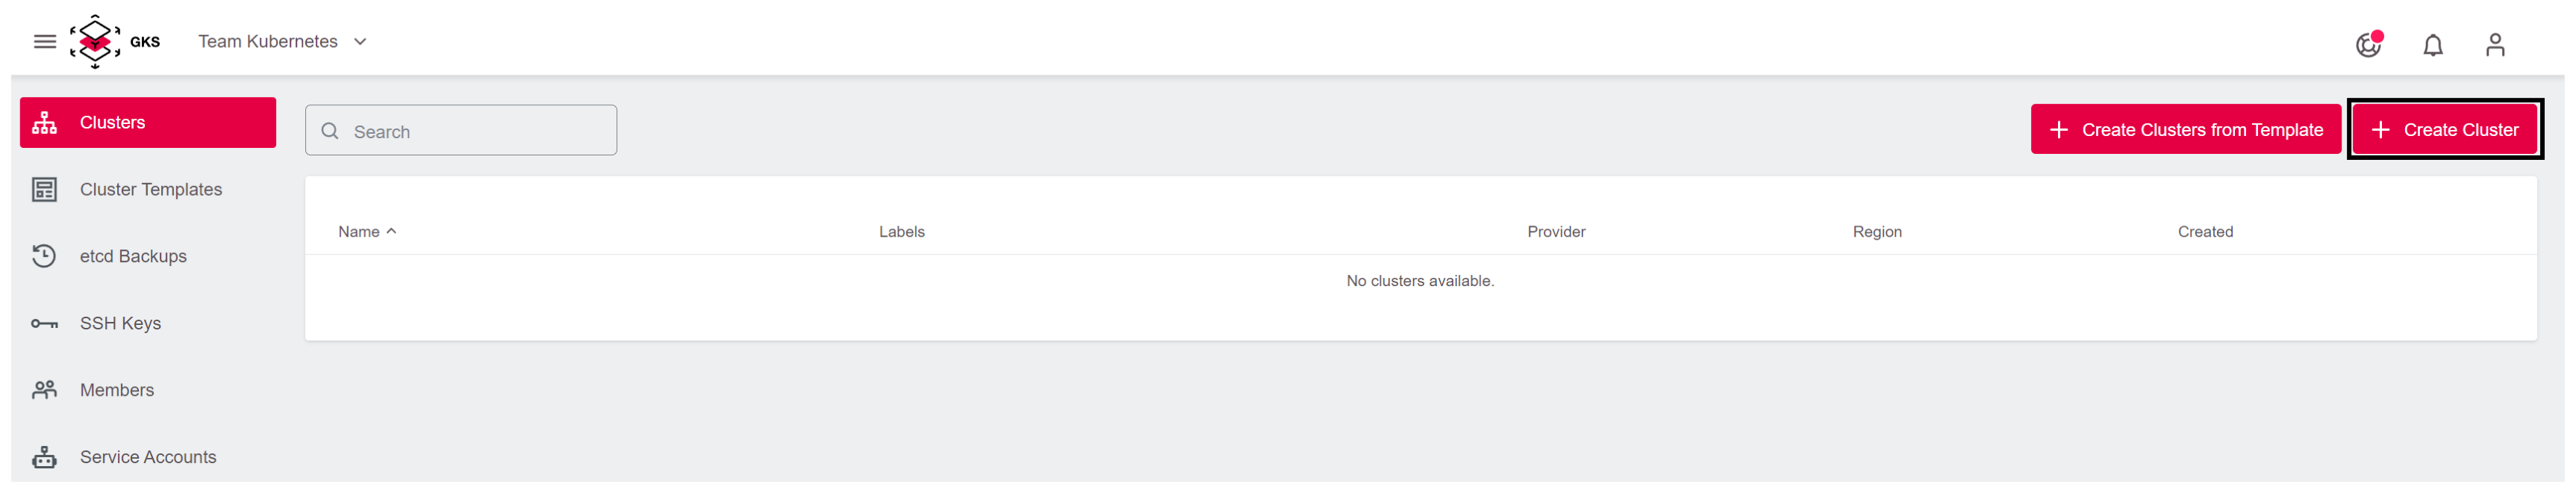 GKS
Team Kubernetes
Clusters
Cluster Templates
etcd Backups
SSH Keys
Members
Service Accounts
Search
Create Clusters from Template
Create Cluster
Name Labels Provider Region Created
No clusters available.